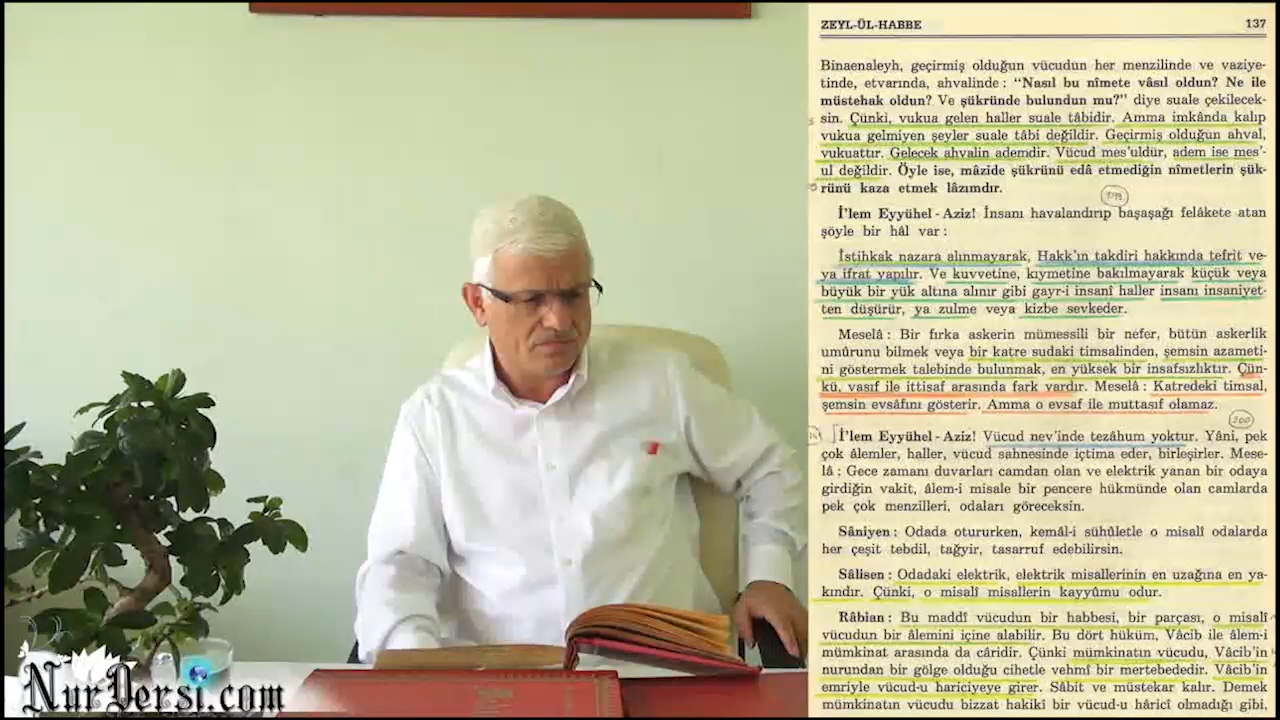 ZEYL-ÜL-HABBE 137
Binaenaleyh, geçirmiş olduğun vücudun her menzilinde ve vaziye-
tinde, etvarında, ahvalinde : "Nasıl bu nîmete vâsıl oldun? Ne ile
müstehak oldun? Ve şükründe bulundun mu?" diye suale çekilecek-
sin. Çünki, vukua gelen haller suale tâbidir. Amma imkânda kalıp
vukua gelmiyen şeyler suale tâbi değildir. Geçirmiş olduğun ahval,
vukuattır. Gelecek ahvalin ademdir. Vücud mes'uldür, adem ise mes'-
ul değildir. Öyle ise, mâzide şükrünü edâ etmediğin nîmetlerin şük-
rünü kaza etmek lâzımdır.
İ'lem Eyyühel - Aziz! İnsanı havalandırıp başaşağı felâkete atan
şöyle bir hâl var :
İstihkak nazara alınmayarak, Hakk'ın takdiri hakkında tefrit ve-
ya ifrat yapılır. Ve kuvvetine, kıymetine bakılmayarak küçük veya
büyük bir yük altına alınır gibi gayr-i insanî haller insanı insaniyet-
ten düşürür, ya zulme veya kizbe sevkeder.
Meselâ : Bir fırka askerin mümessili bir nefer, bütün askerlik
umûrunu bilmek veya bir katre sudaki timsalinden, şemsin azameti-
ni göstermek talebinde bulunmak, en yüksek bir insafsızlıktır. Çün-
kü, vasıf ile ittisaf arasında fark vardır. Meselâ : Katredeki timsal,
şemsin evsâfını gösterir. Amma o evsaf ile muttasıf olamaz.
200
İ'lem Eyyühel - Aziz! Vücud nev'inde tezâhum yoktur. Yâni, pek
çok âlemler, haller, vücud sahnesinde içtima eder, birleşirler. Mese-
lâ : Gece zamanı duvarları camdan olan ve elektrik yanan bir odaya
girdiğin vakit, âlem-i misale bir pencere hükmünde olan camlarda
pek çok menzilleri, odaları göreceksin.
Sâniyen : Odada otururken, kemâl-i sühûletle o misalî odalarda
her çeşit tebdil, tağyir, tasarruf edebilirsin.
Sâlisen : Odadaki elektrik, elektrik misallerinin en uzağına en ya-
kındır. Çünki, o misalî misallerin kayyûmu odur.
Râbian : Bu maddî vücudun bir habbesi, bir parçası, o misalî
vücudun bir âlemini içine alabilir. Bu dört hüküm, Vâcib ile âlem-i
mümkinat arasında da câridir. Çünki mümkinatın vücudu, Vâcib'in
nurundan bir gölge olduğu cihetle vehmî bir mertebededir. Vâcib'in
emriyle vücud-u hariciyeye girer. Sâbit ve müstekar kalır. Demek
mümkinatın vücudu bizzat hakikî bir vücud-u hâricî olmadığı gibi,
NurDersi.com